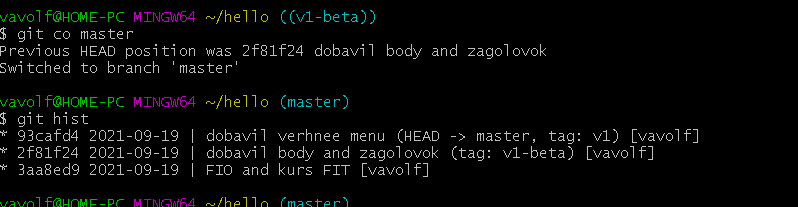 vavolf@HOME-PC MINGW64 ~/hello ((v1-beta))
$ git co master
Previous HEAD position was 2f81f24 dobavil body and zagolovok
Switched to branch 'master'
vavolf@HOME-PC MINGW64 ~/hello (master)
$ git hist
* 93cafd4 2021-09-19 | dobavil verhnee menu (HEAD -> master, tag: v1) [vavolf]
* 2f81f24 2021-09-19 | dobavil body and zagolovok (tag: v1-beta) [vavolf]
* 3aa8ed9 2021-09-19 | FIO and kurs FIT [vavolf]
vavolf@HOME-PC MINGW64 ~/hello (master)